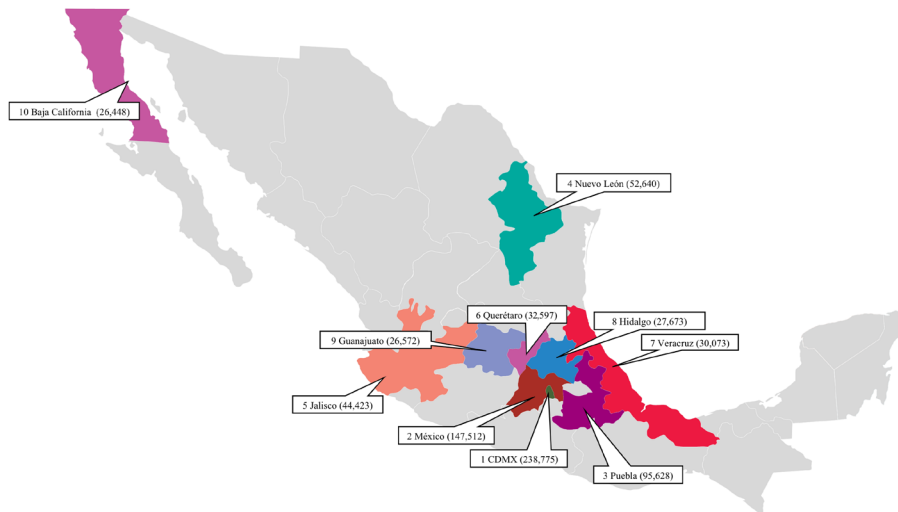 10 Baja California (26,448)
4 Nuevo León (52,640)
6 Querétaro (32,597)
8 Hidalgo (27,673)
9 Guanajuato (26,572)
7 Veracruz (30,073)
5 Jalisco (44,423)
2 México (147,512)
1 CDMX (238,775)
3 Puebla (95,628)